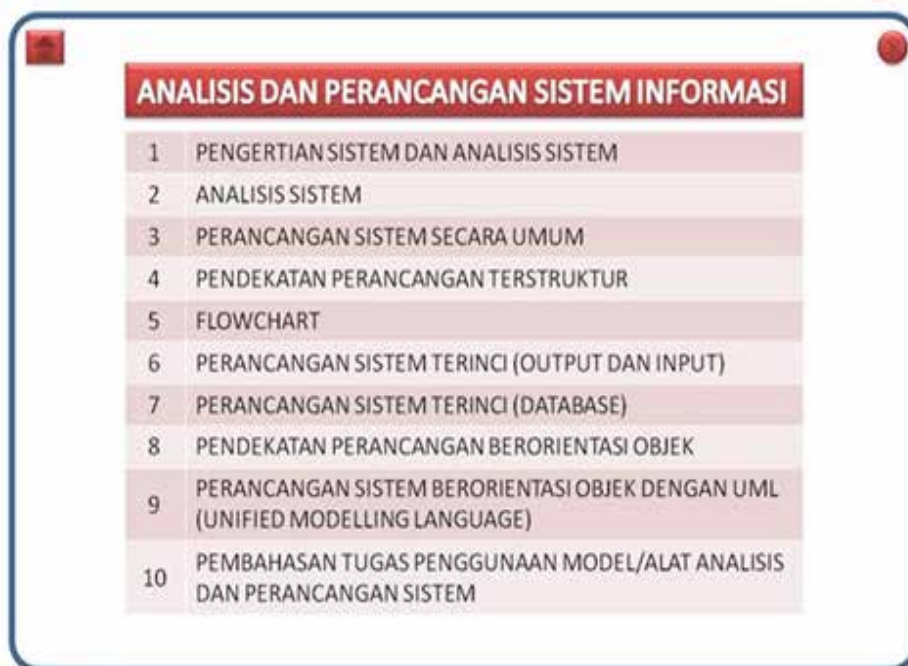 ANALISIS DAN PERANCANGAN SISTEM INFORMASI
1 PENGERTIAN SISTEM DAN ANALISIS SISTEM
2 ANALISIS SISTEM
3 PERANCANGAN SISTEM SECARA UMUM
4 PENDEKATAN PERANCANGAN TERSTRUKTUR
5 FLOWCHART
6 PERANCANGAN SISTEM TERINCI (OUTPUT DAN INPUT)
7 PERANCANGAN SISTEM TERINCI (DATABASE)
8 PENDEKATAN PERANCANGAN BERORIENTASI OBJEK
9 PERANCANGAN SISTEM BERORIENTASI OBJEK DENGAN UML
(UNIFIED MODELLING LANGUAGE)
10 PEMBAHASAN TUGAS PENGGUNAAN MODEL/ALAT ANALISIS
DAN PERANCANGAN SISTEM